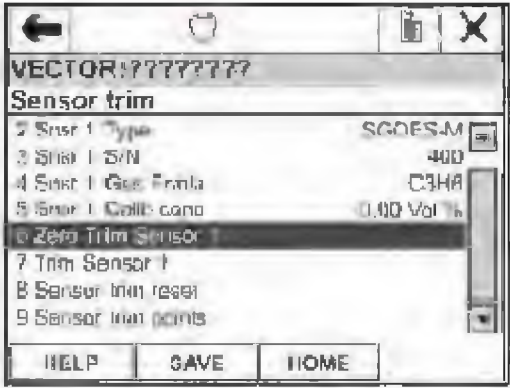 VECTOR:????????
Sensor trim
2 Snsr 1 Type SGOES-M
3 Snsr 1 S/N 400
4 Snsr 1 Gas Frmla C3H8
5 Snsr 1 Calib conc 0.00 Vol %
6 Zero Trim Sensor 1
7 Trim Sensor 1
8 Sensor trim reset
9 Sensor trim points
HELP SAVE HOME